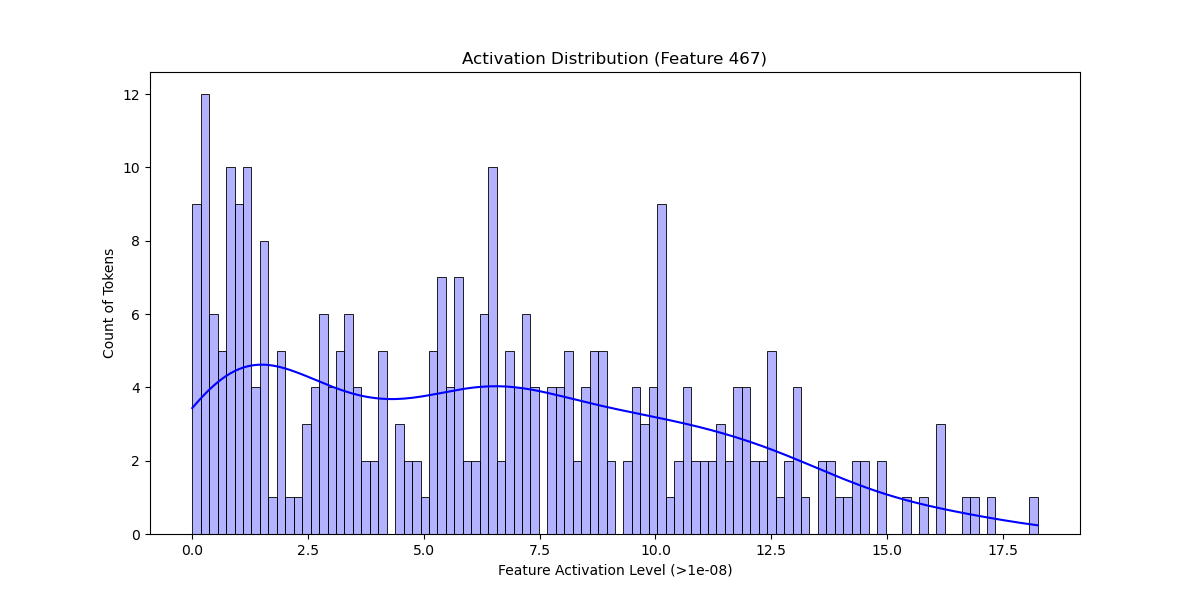 Activation Distribution (Feature 467)
12
10
8
6
4
2
0
Count of Tokens
0.0 2.5 5.0 7.5 10.0 12.5 15.0 17.5
Feature Activation Level (>1e-08)